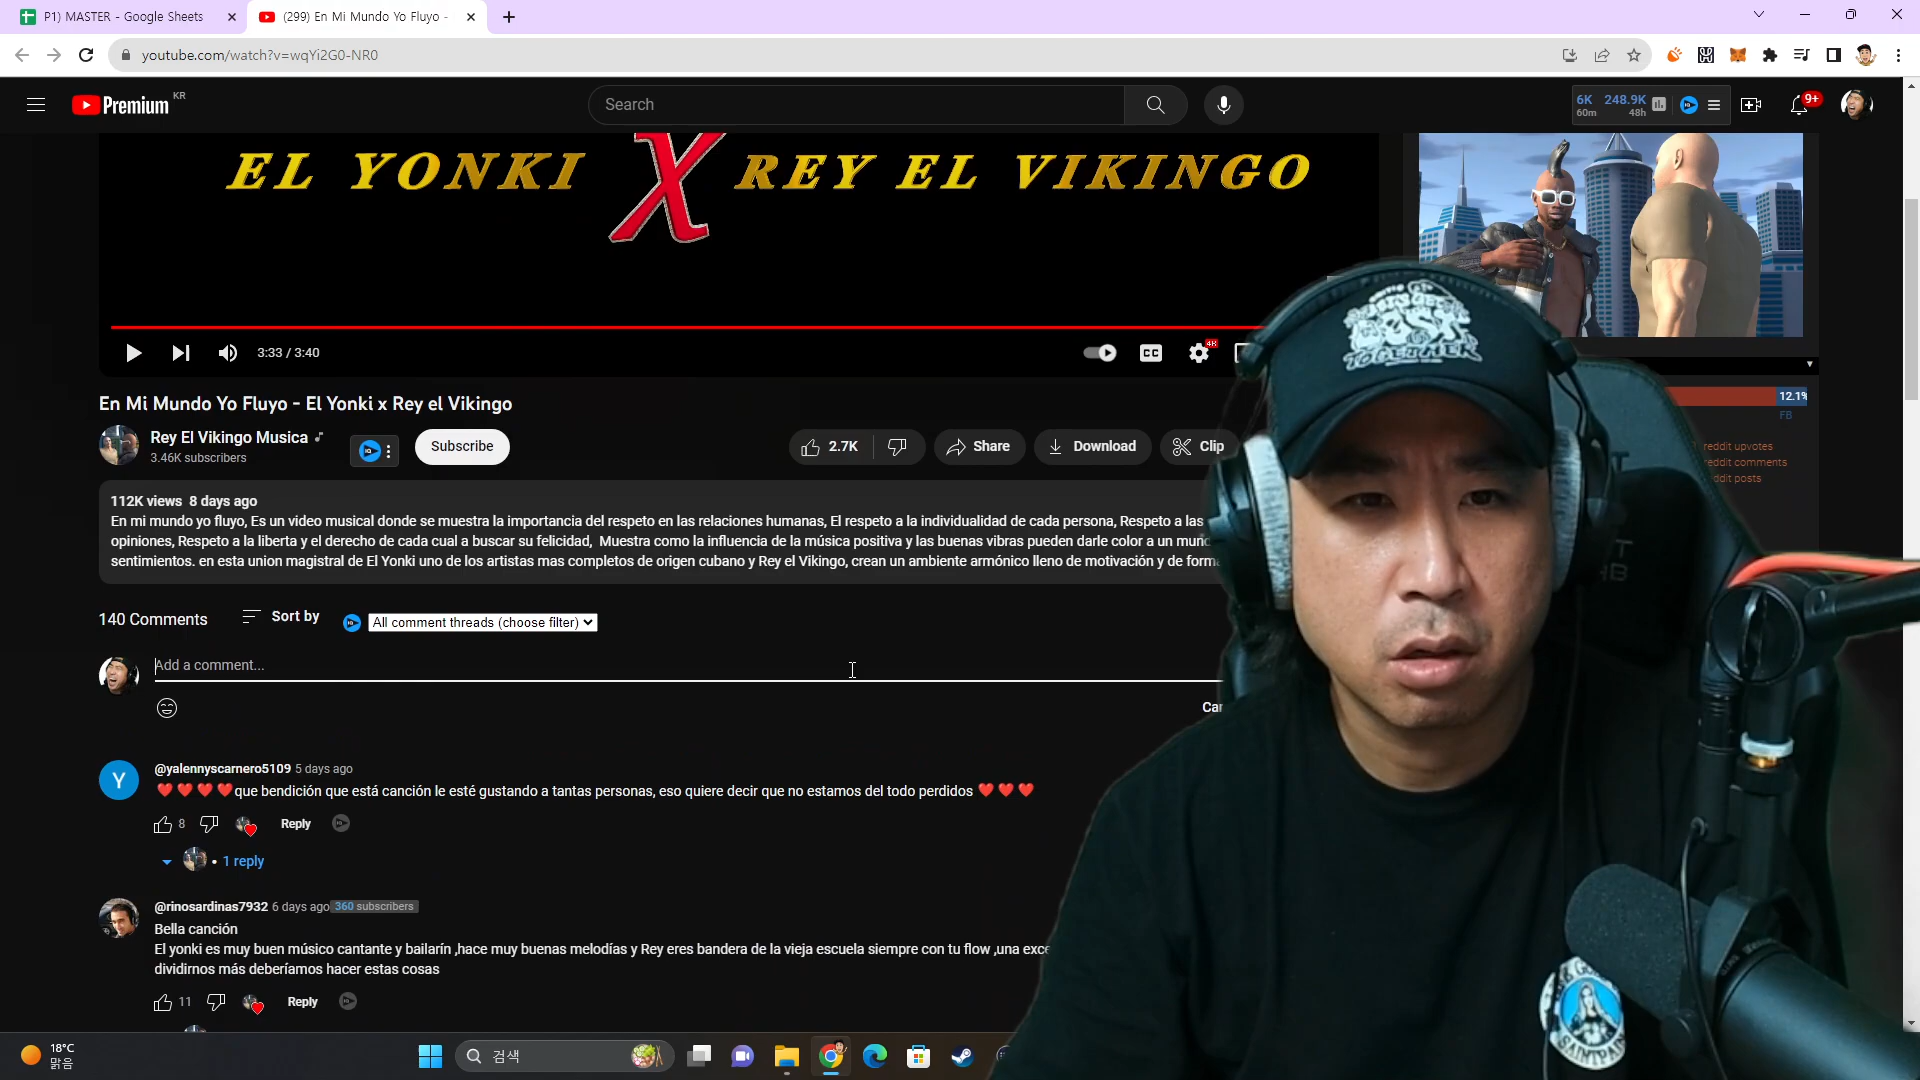 P1) MASTER - Google Sheets
(299) En Mi Mundo Yo Fluyo -
youtube.com/watch?v=wqYi2G0-NR0
Premium KR
Search
6K 248.9K
60m 48h
9+
EL YONKI X REY EL VIKINGO
3:33 / 3:40
CC
4K
En Mi Mundo Yo Fluyo - El Yonki x Rey el Vikingo
12.1%
FB
Rey El Vikingo Musica
3.46K subscribers
Subscribe
2.7K
Share
Download
Clip
reddit upvotes
reddit comments
reddit posts
112K views 8 days ago
En mi mundo yo fluyo, Es un video musical donde se muestra la importancia del respeto en las relaciones humanas, El respeto a la individualidad de cada persona, Respeto a las
opiniones, Respeto a la liberta y el derecho de cada cual a buscar su felicidad, Muestra como la influencia de la música positiva y las buenas vibras pueden darle color a un
sentimientos. en esta union magistral de El Yonki uno de los artistas mas completos de origen cubano y Rey el Vikingo, crean un ambiente armónico lleno de motivación y de
140 Comments
Sort by
All comment threads (choose filter)
Add a comment...
@yalennyscarnero5109 5 days ago
Y
❤️❤️❤️❤️que bendición que está canción le esté gustando a tantas personas, eso quiere decir que no estamos del todo perdidos ❤️❤️❤️
8
Reply
• 1 reply
@rinosardinas7932 6 days ago 360 subscribers
Bella canción
El yonki es muy buen músico cantante y bailarín ,hace muy buenas melodías y Rey eres bandera de la vieja escuela siempre con tu flow ,una
dividirnos más deberíamos hacer estas cosas
11
Reply
18°C
맑음
검색
TOGETHER